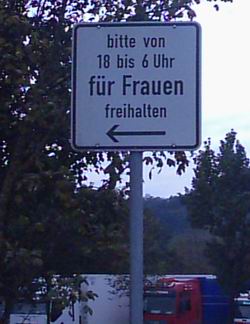 bitte von
18 bis 6 Uhr
für Frauen
freihalten